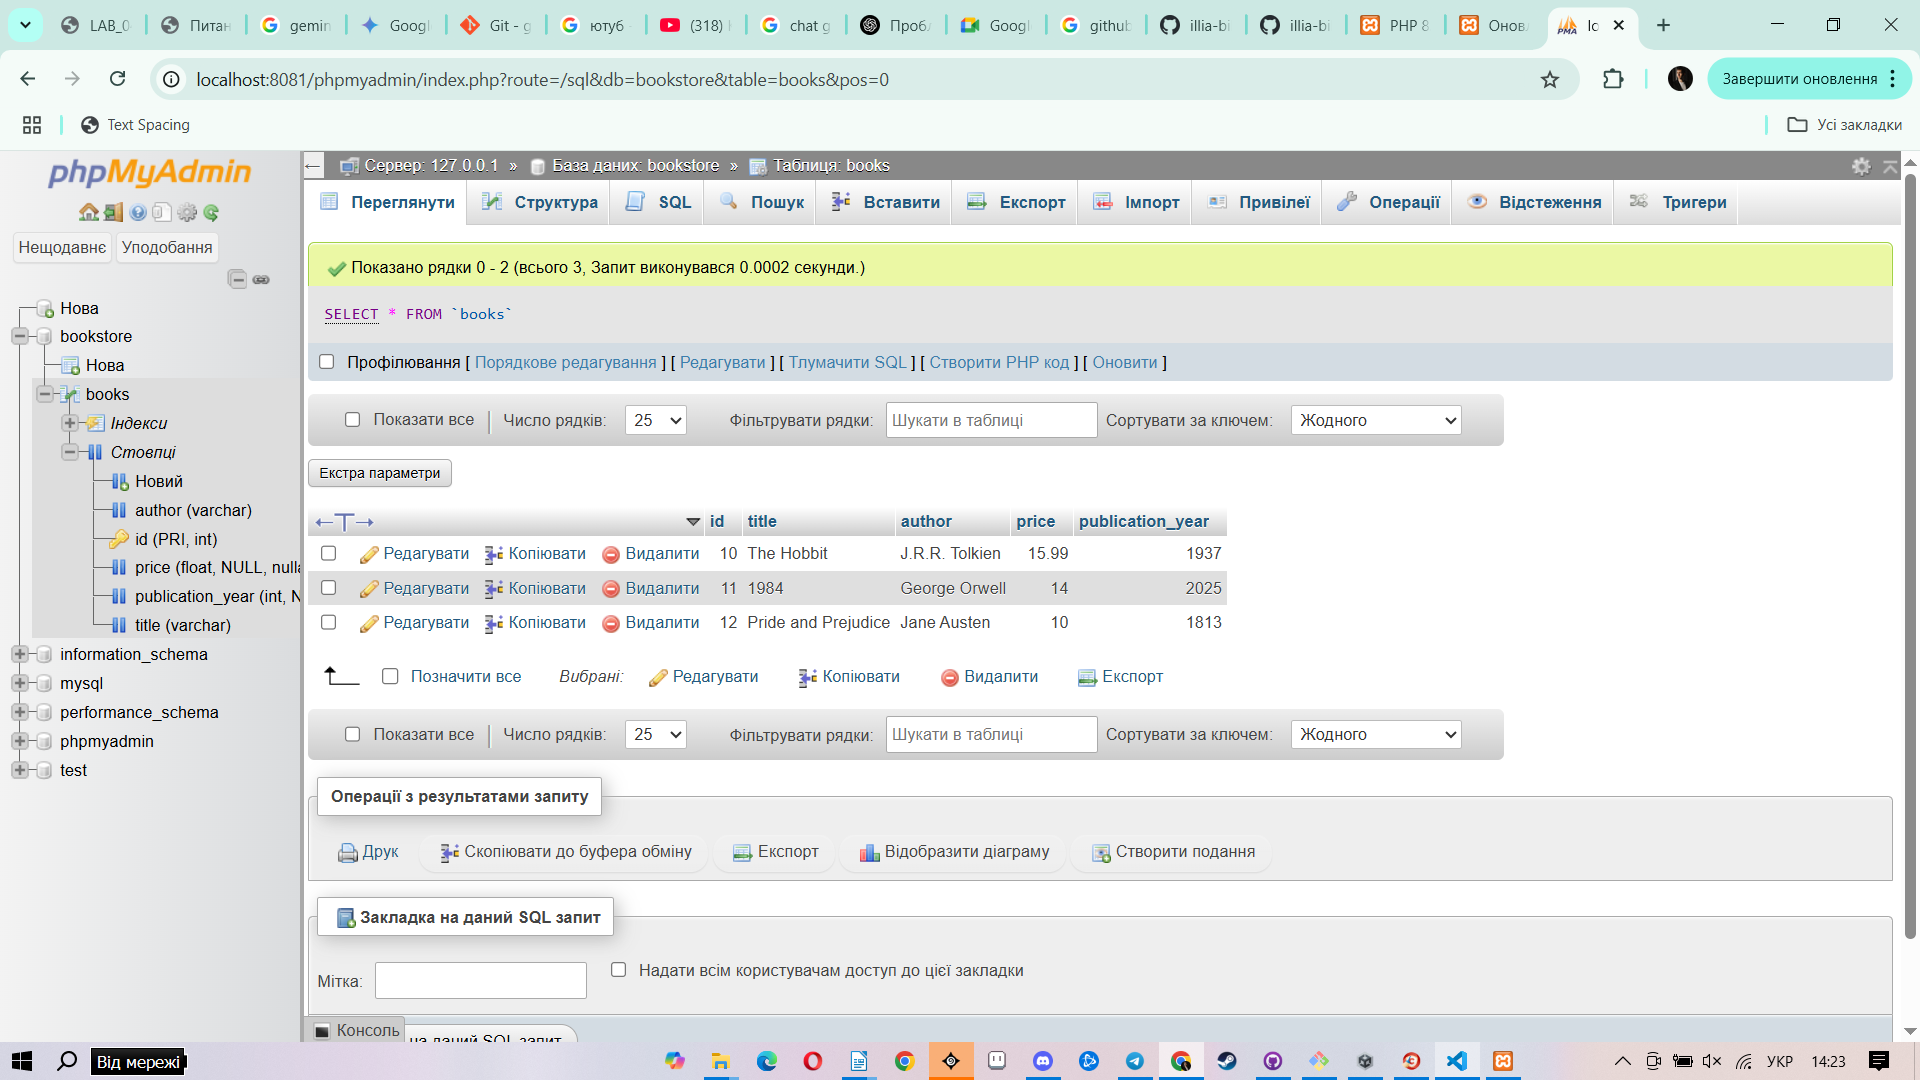 LAB_0
Питан
gemin
Googl
Git - g
ютуб
(318)
chat g
Проб
Googl
github
illia-bi
illia-bi
PHP 8
Онов
lo
localhost:8081/phpmyadmin/index.php?route=/sql&db=bookstore&table=books&pos=0
Завершити оновлення
Text Spacing
Усі закладки
phpMyAdmin
Нещодавнє
Уподобання
Нова
bookstore
Нова
books
Індекси
Стовпці
Новий
author (varchar)
id (PRI, int)
price (float, NULL, nulla
publication_year (int, N
title (varchar)
information_schema
mysql
performance_schema
phpmyadmin
test
Сервер: 127.0.0.1 » База даних: bookstore » Таблиця: books
Переглянути
Структура
SQL
Пошук
Вставити
Експорт
Імпорт
Привілеї
Операції
Відстеження
Тригери
Показано рядки 0 - 2 (всього 3, Запит виконувався 0.0002 секунди.)
SELECT * FROM `books`
Профілювання [ Порядкове редагування ] [ Редагувати ] [ Тлумачити SQL ] [ Створити PHP код ] [ Оновити ]
Показати все | Число рядків: 25 Фільтрувати рядки: Шукати в таблиці Сортувати за ключем: Жодного
Екстра параметри
id title author price publication_year
Редагувати Копіювати Видалити 10 The Hobbit J.R.R. Tolkien 15.99 1937
Редагувати Копіювати Видалити 11 1984 George Orwell 14 2025
Редагувати Копіювати Видалити 12 Pride and Prejudice Jane Austen 10 1813
Позначити все Вибрані: Редагувати Копіювати Видалити Експорт
Показати все | Число рядків: 25 Фільтрувати рядки: Шукати в таблиці Сортувати за ключем: Жодного
Операції з результатами запиту
Друк Скопіювати до буфера обміну Експорт Відобразити діаграму Створити подання
Закладка на даний SQL запит
Мітка: Надати всім користувачам доступ до цієї закладки
Консоль
на даний SQL запит
Від мережі
УКР
14:23